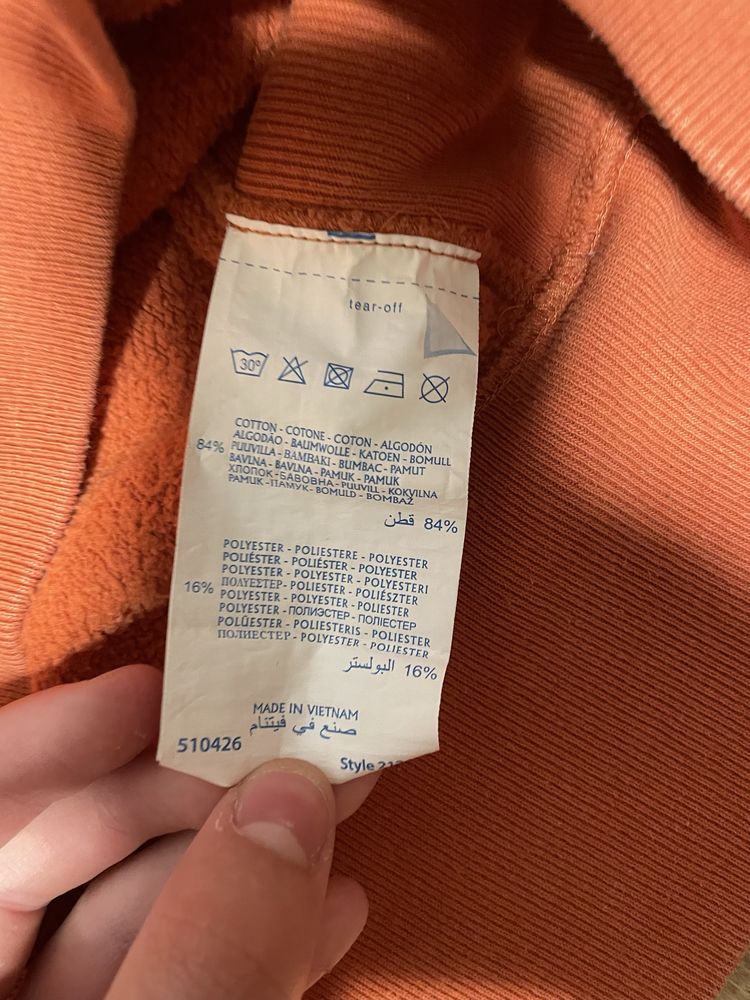 tear-off
30°
COTTON - COTONE - COTON - ALGODÓN
ALGODÃO - BAUMWOLLE - KATOEN - BOMULL
84% PUUVILLA - BAMBAKI - BUMBAC - PAMUT
BAVLNA - BAVLNA - PAMUK - PAMUK
ХЛОПОК - БАВОВНА - PUUVILL - KOKVILNA
PAMUK - ПАМУК - BOMULD - BOMBAŽ
84% قطن
POLYESTER - POLIESTERE - POLYESTER
POLIÉSTER - POLIÉSTER - POLYESTER
POLYESTER - POLYESTER - POLYESTERI
16% ΠΟΛΥΕΣΤΕΡ - POLIESTER - POLIÉSZTER
POLYESTER - POLYESTER - POLIESTER
POLYESTER - ПОЛИЭСТЕР - ПОЛІЕСТЕР
POLÜESTER - POLIESTERIS - POLIESTER
ПОЛИЕСТЕР - POLYESTER - POLIESTER
16% البولستر
MADE IN VIETNAM
صنع في فيتنام
510426
Style